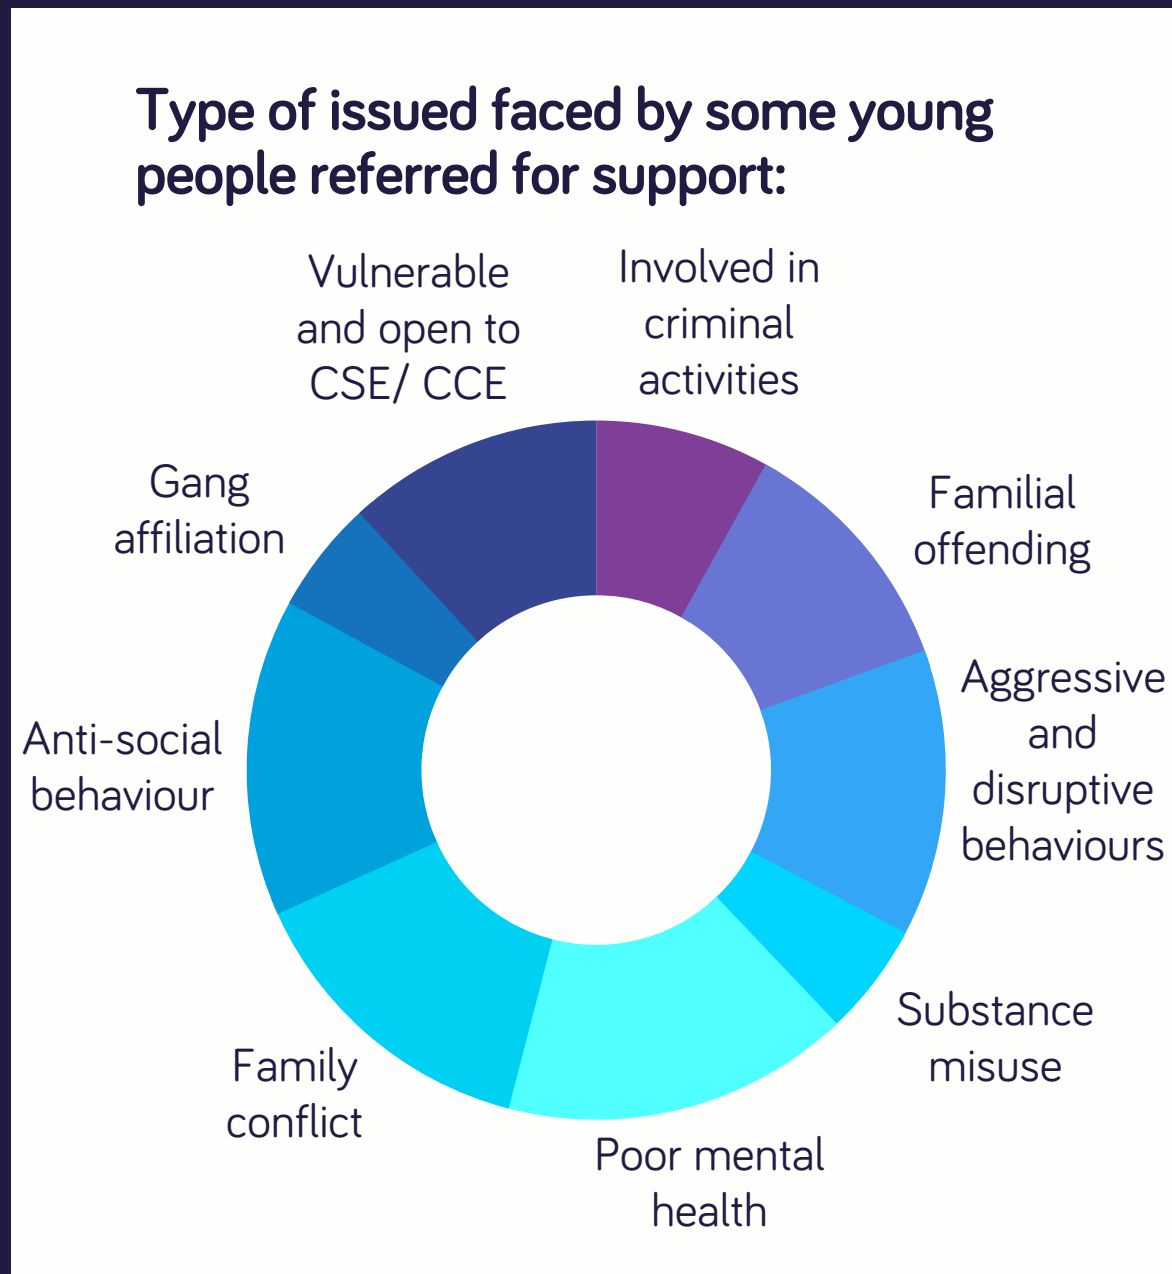 Type of issued faced by some young
people referred for support:
Vulnerable
and open to
CSE/ CCE
Involved in
criminal
activities
Gang
affiliation
Familial
offending
Aggressive
and
disruptive
behaviours
Anti-social
behaviour
Substance
misuse
Family
conflict
Poor mental
health